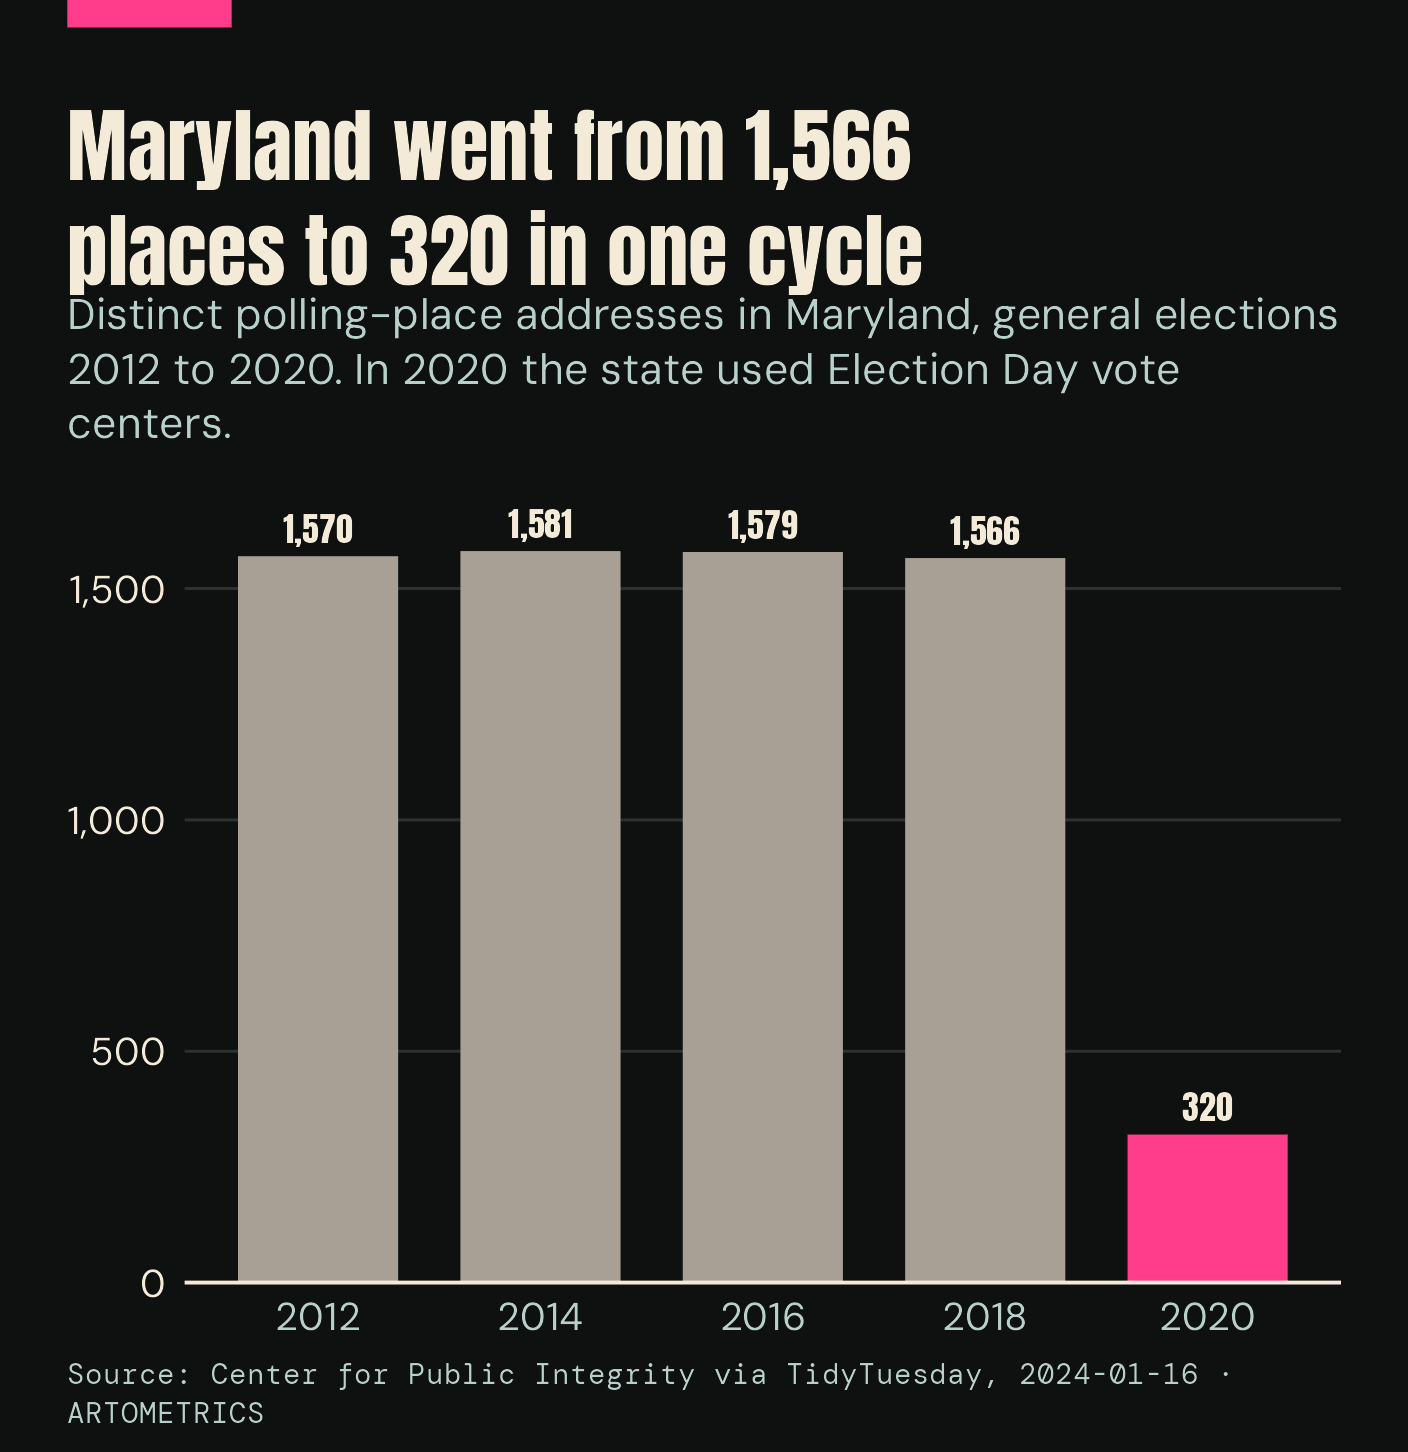 Maryland went from 1,566
places to 320 in one cycle
Distinct polling-place addresses in Maryland, general elections
2012 to 2020. In 2020 the state used Election Day vote
centers.
1,570
1,581
1,579
1,566
1,500
1,000
500
320
0
2012
2014
2016
2018
2020
Source: Center for Public Integrity via TidyTuesday, 2024-01-16 ·
ARTOMETRICS